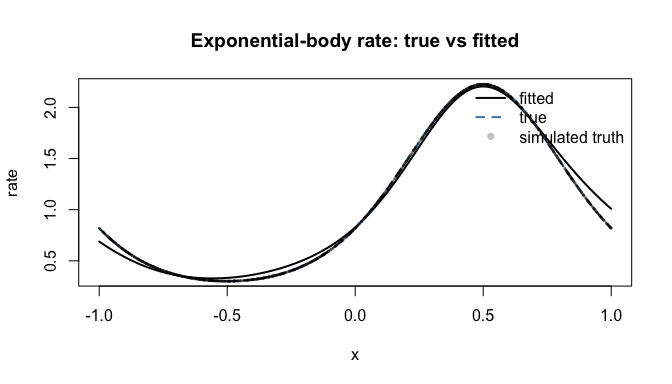 Exponential-body rate: true vs fitted
fitted
true
simulated truth
rate
2.0
1.5
1.0
0.5
-1.0 -0.5 0.0 0.5 1.0
x